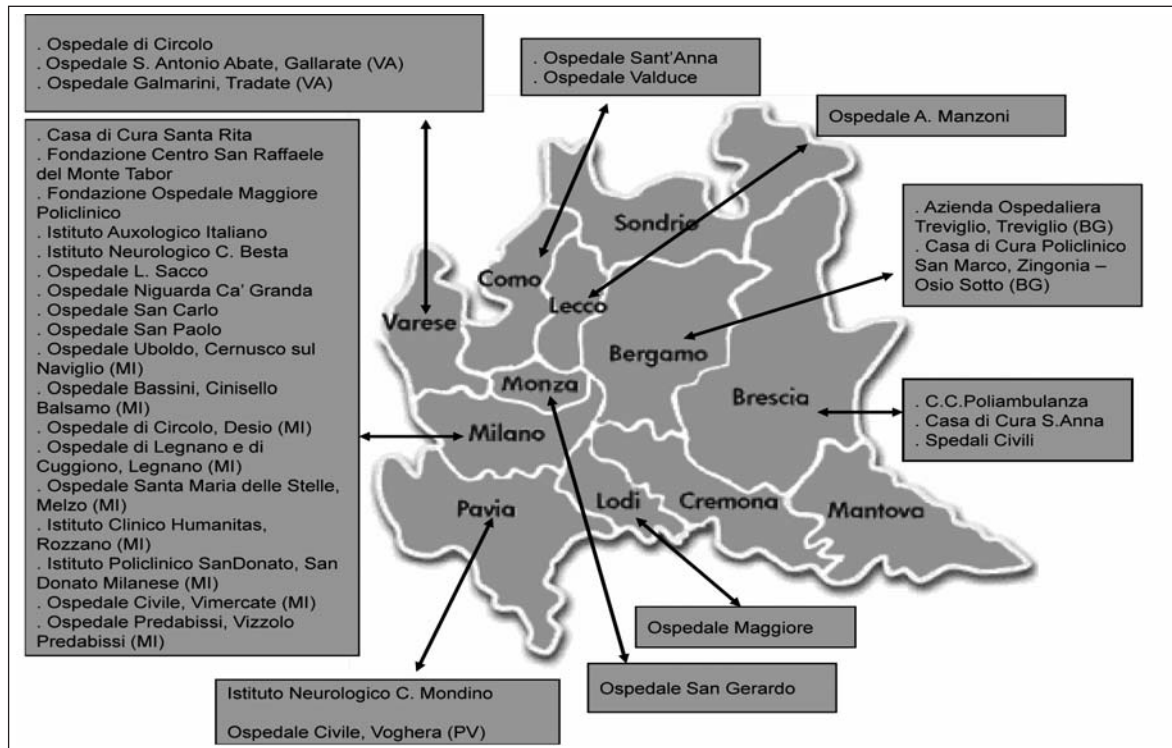 . Ospedale di Circolo
. Ospedale S. Antonio Abate, Gallarate (VA)
. Ospedale Galmarini, Tradate (VA)
. Ospedale Sant'Anna
. Ospedale Valduce
Ospedale A. Manzoni
. Casa di Cura Santa Rita
. Fondazione Centro San Raffaele
del Monte Tabor
. Fondazione Ospedale Maggiore
Policlinico
. Istituto Auxologico Italiano
. Istituto Neurologico C. Besta
. Ospedale L. Sacco
. Ospedale Niguarda Ca' Granda
. Ospedale San Carlo
. Ospedale San Paolo
. Ospedale Uboldo, Cernusco sul
Naviglio (MI)
. Ospedale Bassini, Cinisello
Balsamo (MI)
. Ospedale di Circolo, Desio (MI)
. Ospedale di Legnano e di
Cuggiono, Legnano (MI)
. Ospedale Santa Maria delle Stelle,
Melzo (MI)
. Istituto Clinico Humanitas,
Rozzano (MI)
. Istituto Policlinico SanDonato, San
Donato Milanese (MI)
. Ospedale Civile, Vimercate (MI)
. Ospedale Predabissi, Vizzolo
Predabissi (MI)
. Azienda Ospedaliera
Treviglio, Treviglio (BG)
. Casa di Cura Policlinico
San Marco, Zingonia –
Osio Sotto (BG)
Sondrio
Como
Lecco
Varese
Bergamo
Monza
Brescia
Milano
Pavia
Lodi
Cremona
Mantova
. C.C.Poliambulanza
. Casa di Cura S.Anna
. Spedali Civili
Ospedale Maggiore
Ospedale San Gerardo
Istituto Neurologico C. Mondino
Ospedale Civile, Voghera (PV)